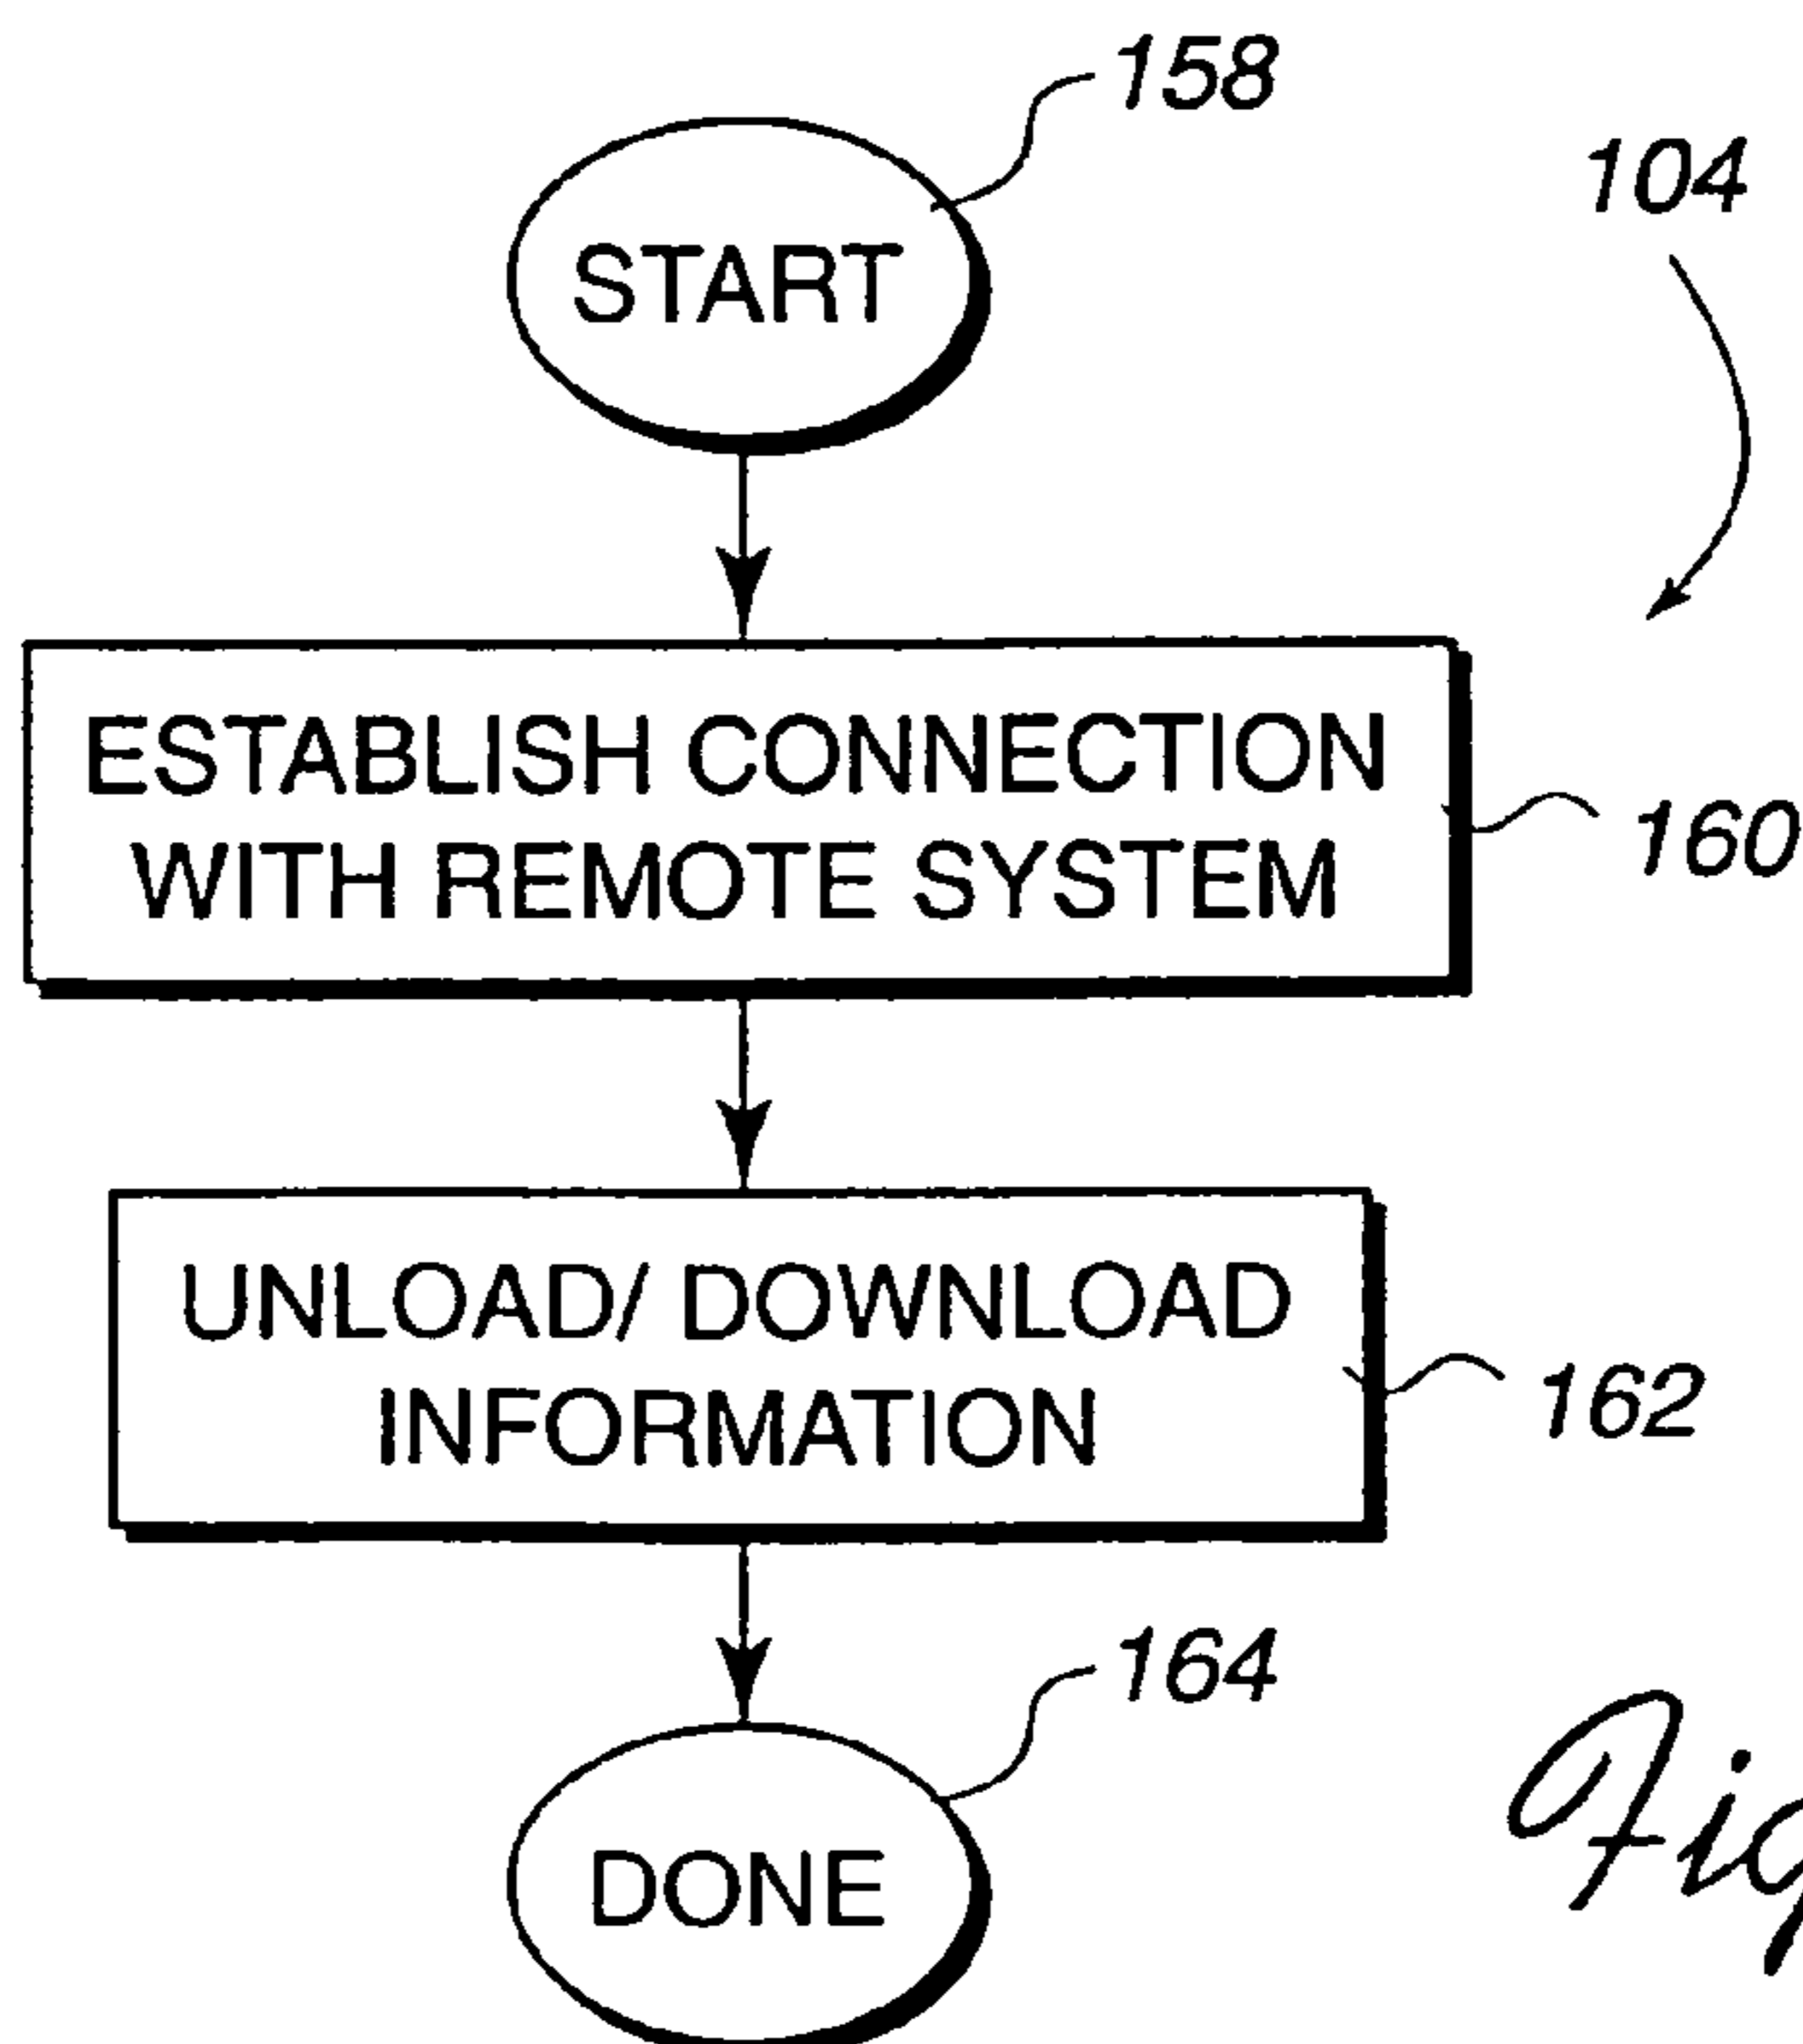 158
104
START
ESTABLISH CONNECTION
WITH REMOTE SYSTEM
160
UNLOAD/ DOWNLOAD
INFORMATION
162
164
DONE